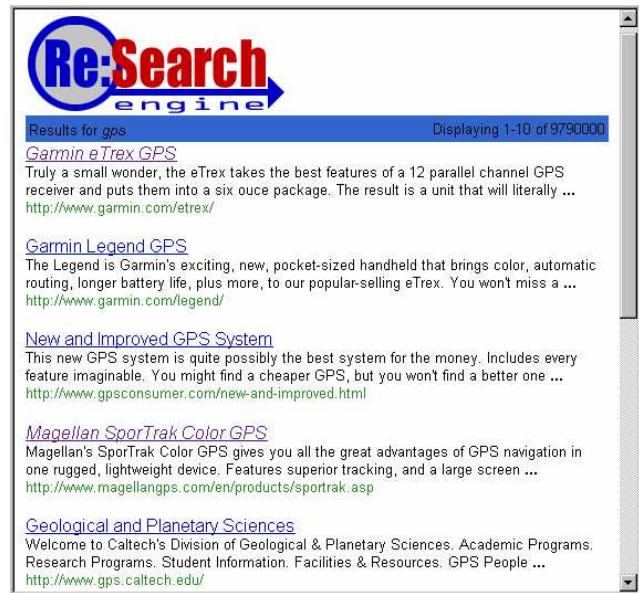 Re:Search
engine
Results for gps Displaying 1-10 of 9790000
Garmin eTrex GPS
Truly a small wonder, the eTrex takes the best features of a 12 parallel channel GPS
receiver and puts them into a six ouce package. The result is a unit that will literally ...
http://www.garmin.com/etrex/
Garmin Legend GPS
The Legend is Garmin's exciting, new, pocket-sized handheld that brings color, automatic
routing, longer battery life, plus more, to our popular-selling eTrex. You won't miss a ...
http://www.garmin.com/legend/
New and Improved GPS System
This new GPS system is quite possibly the best system for the money. Includes every
feature imaginable. You might find a cheaper GPS, but you won't find a better one ...
http://www.gpsconsumer.com/new-and-improved.html
Magellan SporTrak Color GPS
Magellan's SporTrak Color GPS gives you all the great advantages of GPS navigation in
one rugged, lightweight device. Features superior tracking, and a large screen ...
http://www.magellangps.com/en/products/sportrak.asp
Geological and Planetary Sciences
Welcome to Caltech's Division of Geological & Planetary Sciences. Academic Programs.
Research Programs. Student Information. Facilities & Resources. GPS People ...
http://www.gps.caltech.edu/